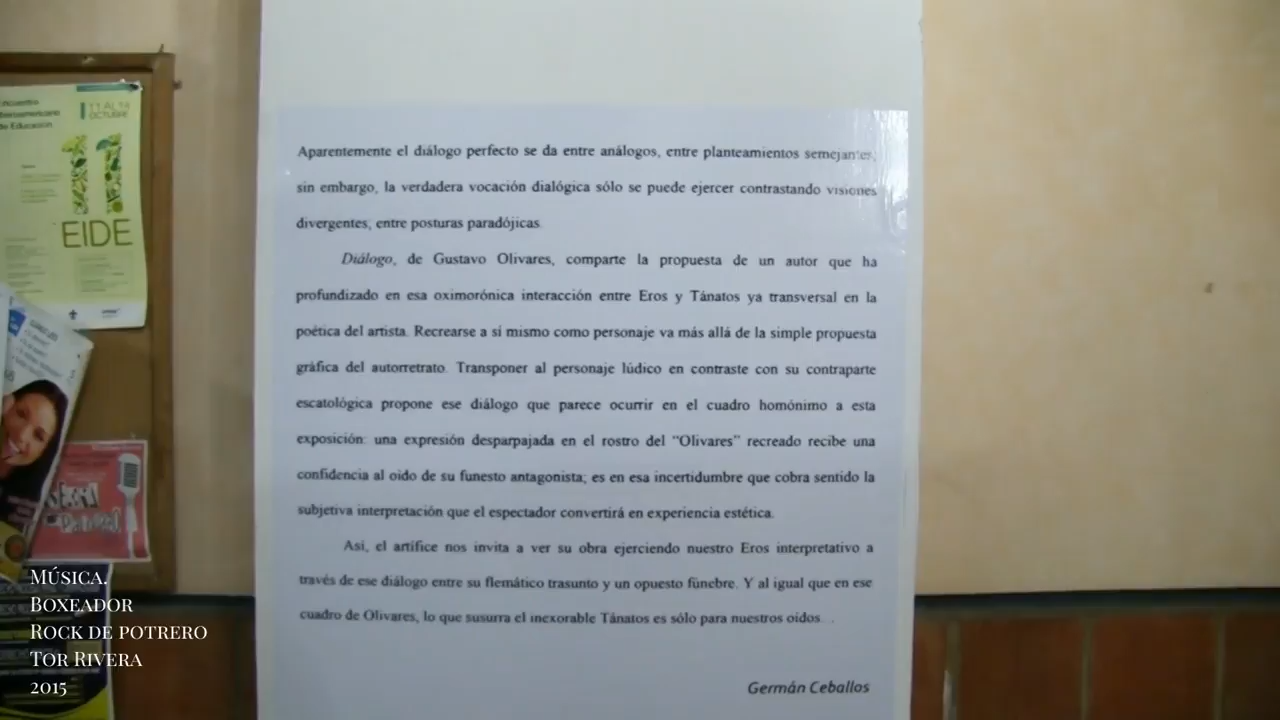 11 AL 14
OCTUBRE
de Educación
11
EIDE
Aparentemente el diálogo perfecto se da entre análogos, entre planteamientos semejantes;
sin embargo, la verdadera vocación dialógica sólo se puede ejercer contrastando visiones
divergentes, entre posturas paradójicas.
Diálogo, de Gustavo Olivares, comparte la propuesta de un autor que ha
profundizado en esa oximorónica interacción entre Eros y Tánatos ya transversal en la
poética del artista. Recrearse a sí mismo como personaje va más allá de la simple propuesta
gráfica del autorretrato. Transponer al personaje lúdico en contraste con su contraparte
escatológica propone ese diálogo que parece ocurrir en el cuadro homónimo a esta
exposición: una expresión desparpajada en el rostro del "Olivares" recreado recibe una
confidencia al oído de su funesto antagonista; es en esa incertidumbre que cobra sentido la
subjetiva interpretación que el espectador convertirá en experiencia estética.
Así, el artífice nos invita a ver su obra ejerciendo nuestro Eros interpretativo a
través de ese diálogo entre su flemático trasunto y un opuesto fúnebre. Y al igual que en ese
cuadro de Olivares, lo que susurra el inexorable Tánatos es sólo para nuestros oídos...
Germán Ceballos
Música.
Boxeador
Rock de potrero
Tor Rivera
2015